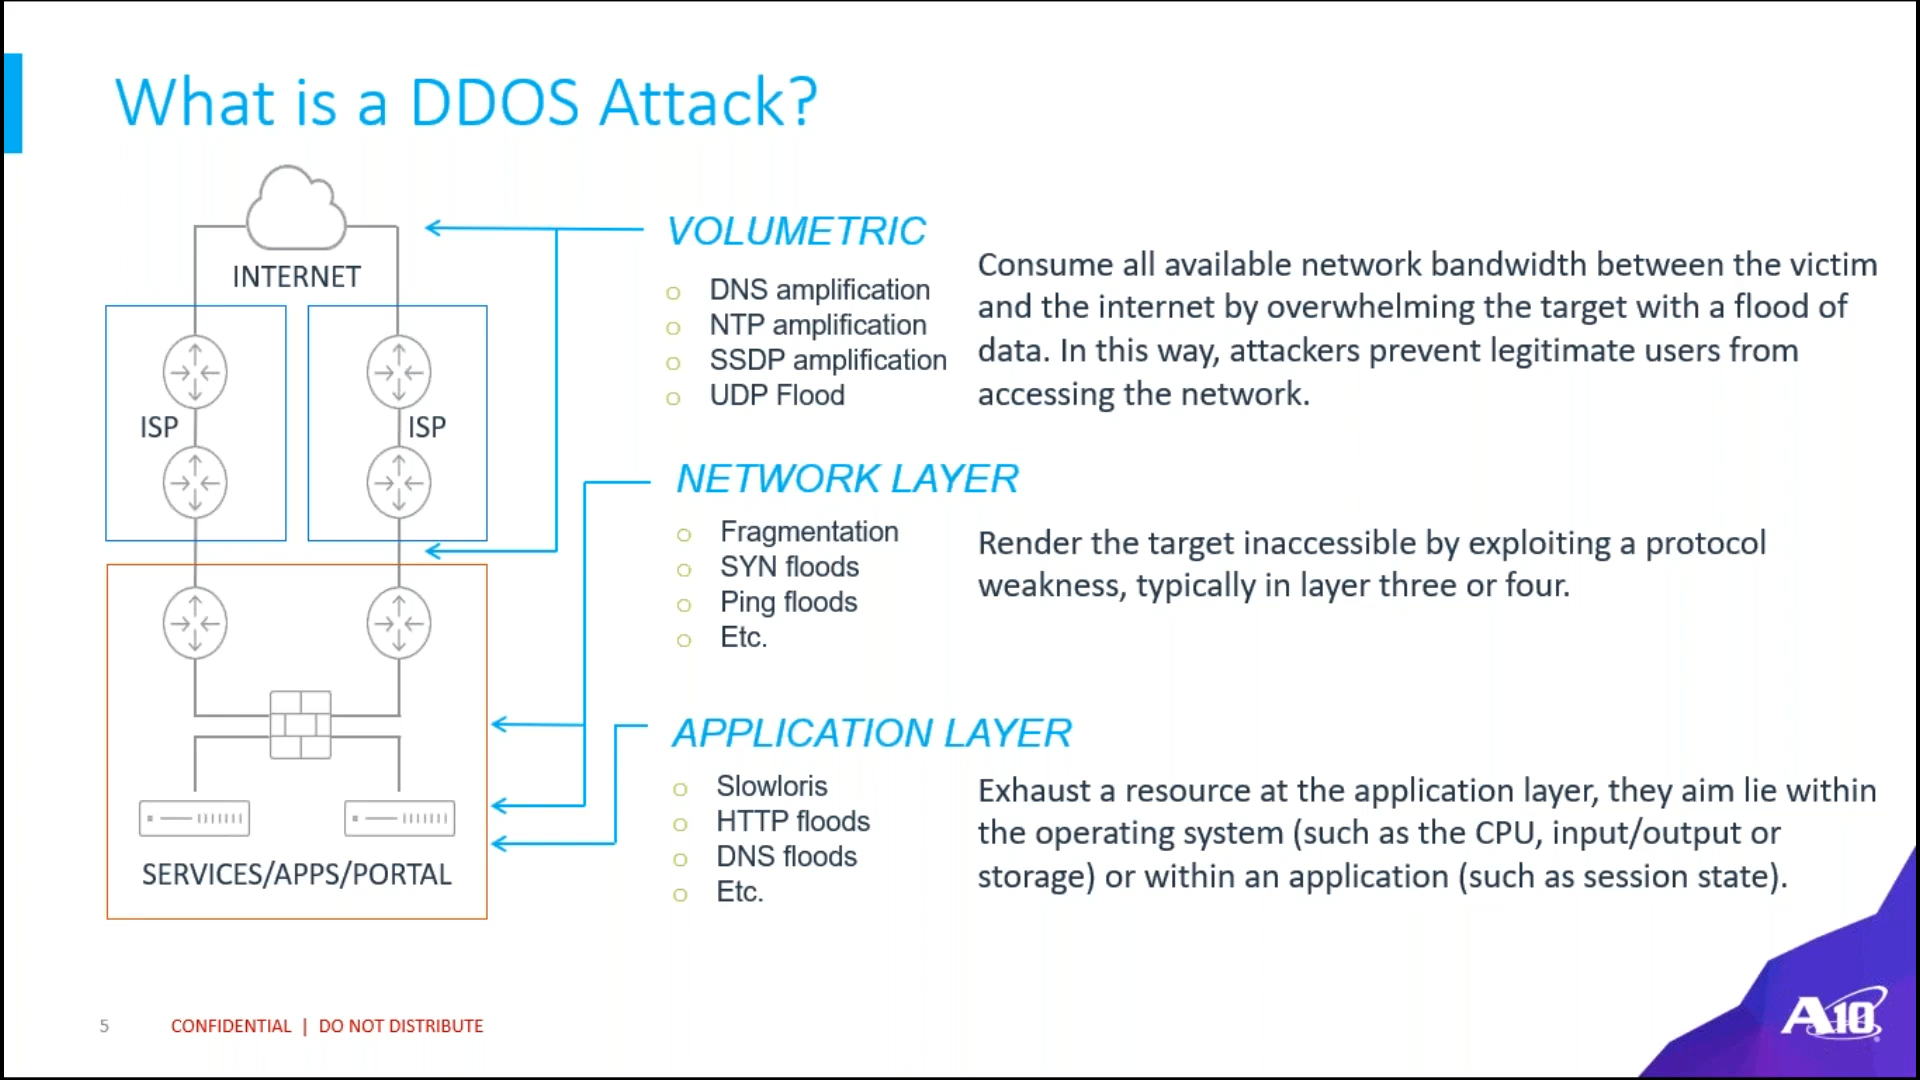 What is a DDOS Attack?
INTERNET
ISP
ISP
SERVICES/APPS/PORTAL
VOLUMETRIC
DNS amplification
NTP amplification
SSDP amplification
UDP Flood
Consume all available network bandwidth between the victim
and the internet by overwhelming the target with a flood of
data. In this way, attackers prevent legitimate users from
accessing the network.
NETWORK LAYER
Fragmentation
SYN floods
Ping floods
Etc.
Render the target inaccessible by exploiting a protocol
weakness, typically in layer three or four.
APPLICATION LAYER
Slowloris
HTTP floods
DNS floods
Etc.
Exhaust a resource at the application layer, they aim lie within
the operating system (such as the CPU, input/output or
storage) or within an application (such as session state).
5
CONFIDENTIAL | DO NOT DISTRIBUTE
A10